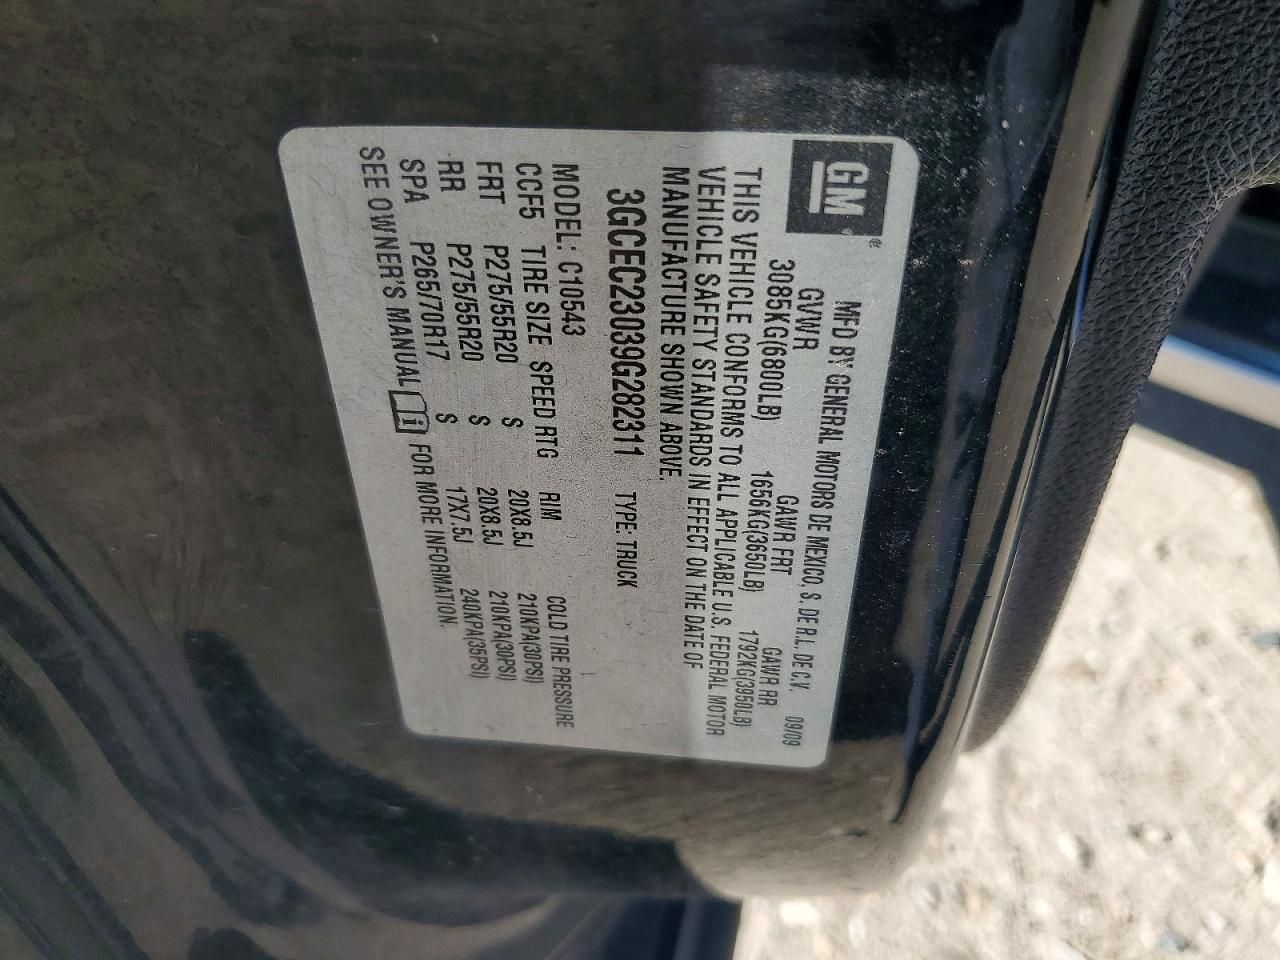 GM ®
MFD BY GENERAL MOTORS DE MEXICO, S. DE R.L. DE C.V. 09/09
GVWR GAWR FRT GAWR RR
3085KG(6800LB) 1656KG(3650LB) 1792KG(3950LB)
THIS VEHICLE CONFORMS TO ALL APPLICABLE U.S. FEDERAL MOTOR
VEHICLE SAFETY STANDARDS IN EFFECT ON THE DATE OF
MANUFACTURE SHOWN ABOVE.
3GCEC23039G282311 TYPE: TRUCK
MODEL: C10543
CCF5 TIRE SIZE SPEED RTG RIM COLD TIRE PRESSURE
FRT P275/55R20 S 20X8.5J 210KPA(30PSI)
RR P275/55R20 S 20X8.5J 210KPA(30PSI)
SPA P265/70R17 S 17X7.5J 240KPA(35PSI)
SEE OWNER'S MANUAL i FOR MORE INFORMATION.